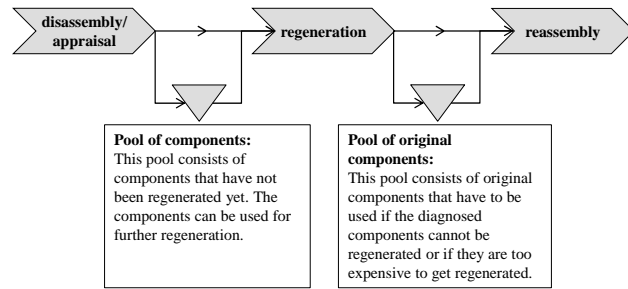 disassembly/
appraisal
regeneration
reassembly
Pool of components:
This pool consists of
components that have not
been regenerated yet. The
components can be used for
further regeneration.
Pool of original
components:
This pool consists of original
components that have to be
used if the diagnosed
components cannot be
regenerated or if they are too
expensive to get regenerated.